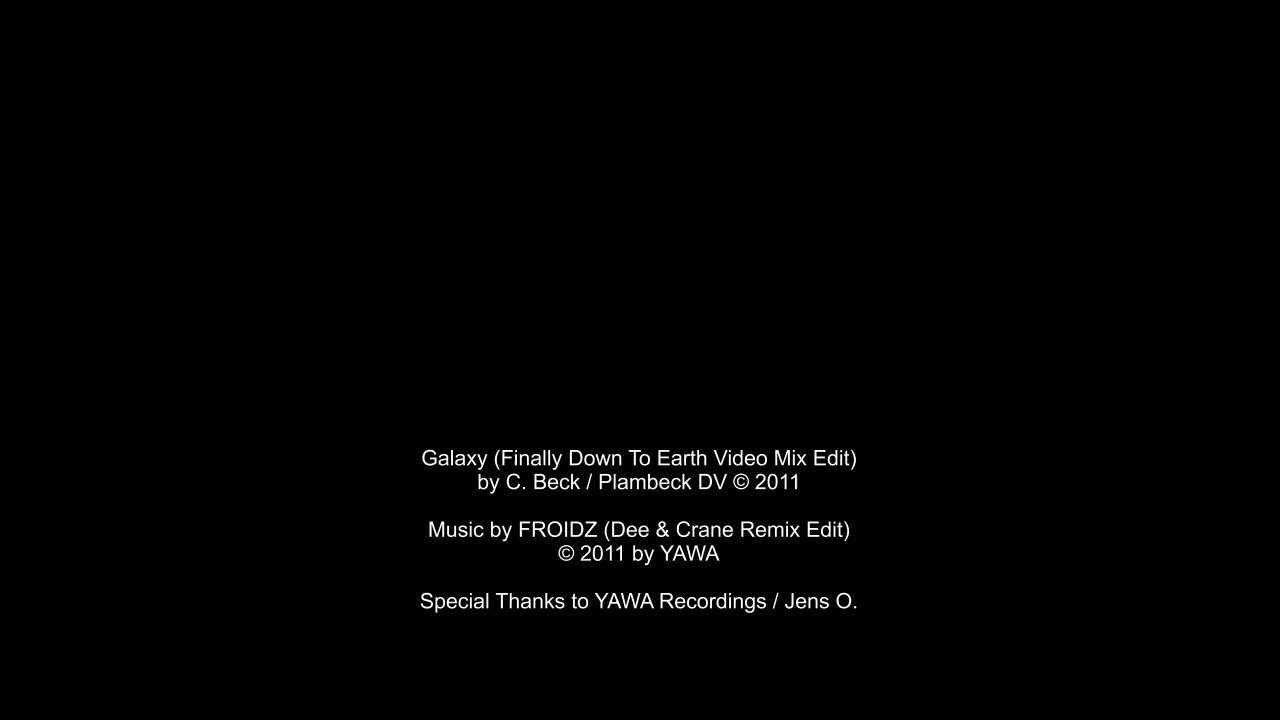 Galaxy (Finally Down To Earth Video Mix Edit)
by C. Beck / Plambeck DV © 2011
Music by FROIDZ (Dee & Crane Remix Edit)
© 2011 by YAWA
Special Thanks to YAWA Recordings / Jens O.